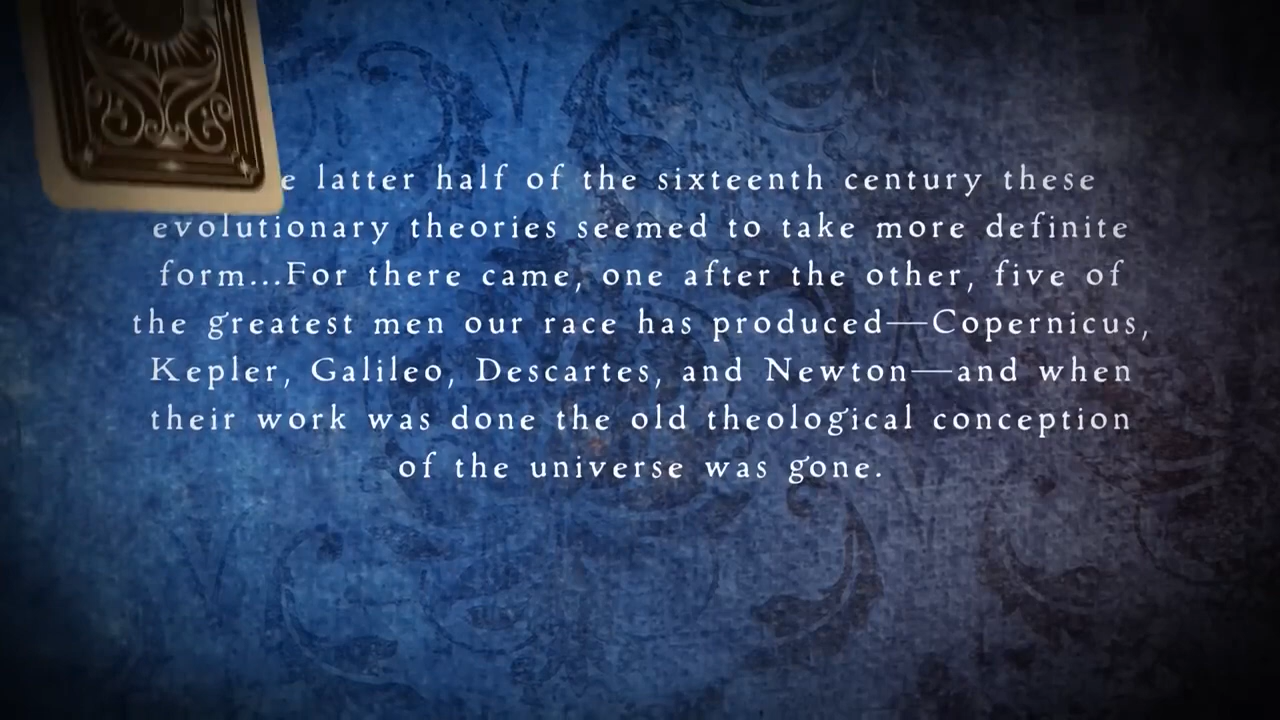 latter half of the sixteenth century these
evolutionary theories seemed to take more definite
form...For there came, one after the other, five of
the greatest men our race has produced—Copernicus,
Kepler, Galileo, Descartes, and Newton—and when
their work was done the old theological conception
of the universe was gone.